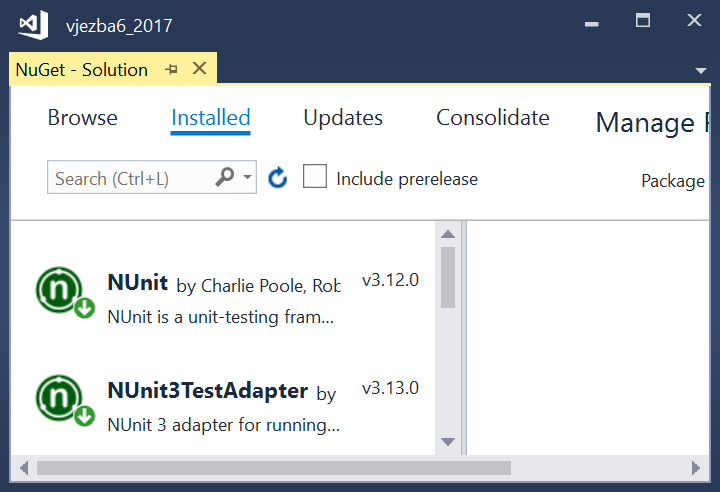 vjezba6_2017
NuGet - Solution
Browse Installed Updates Consolidate Manage P
Search (Ctrl+L) Include prerelease Package
NUnit by Charlie Poole, Rob v3.12.0
NUnit is a unit-testing fram...
NUnit3TestAdapter by v3.13.0
NUnit 3 adapter for running...